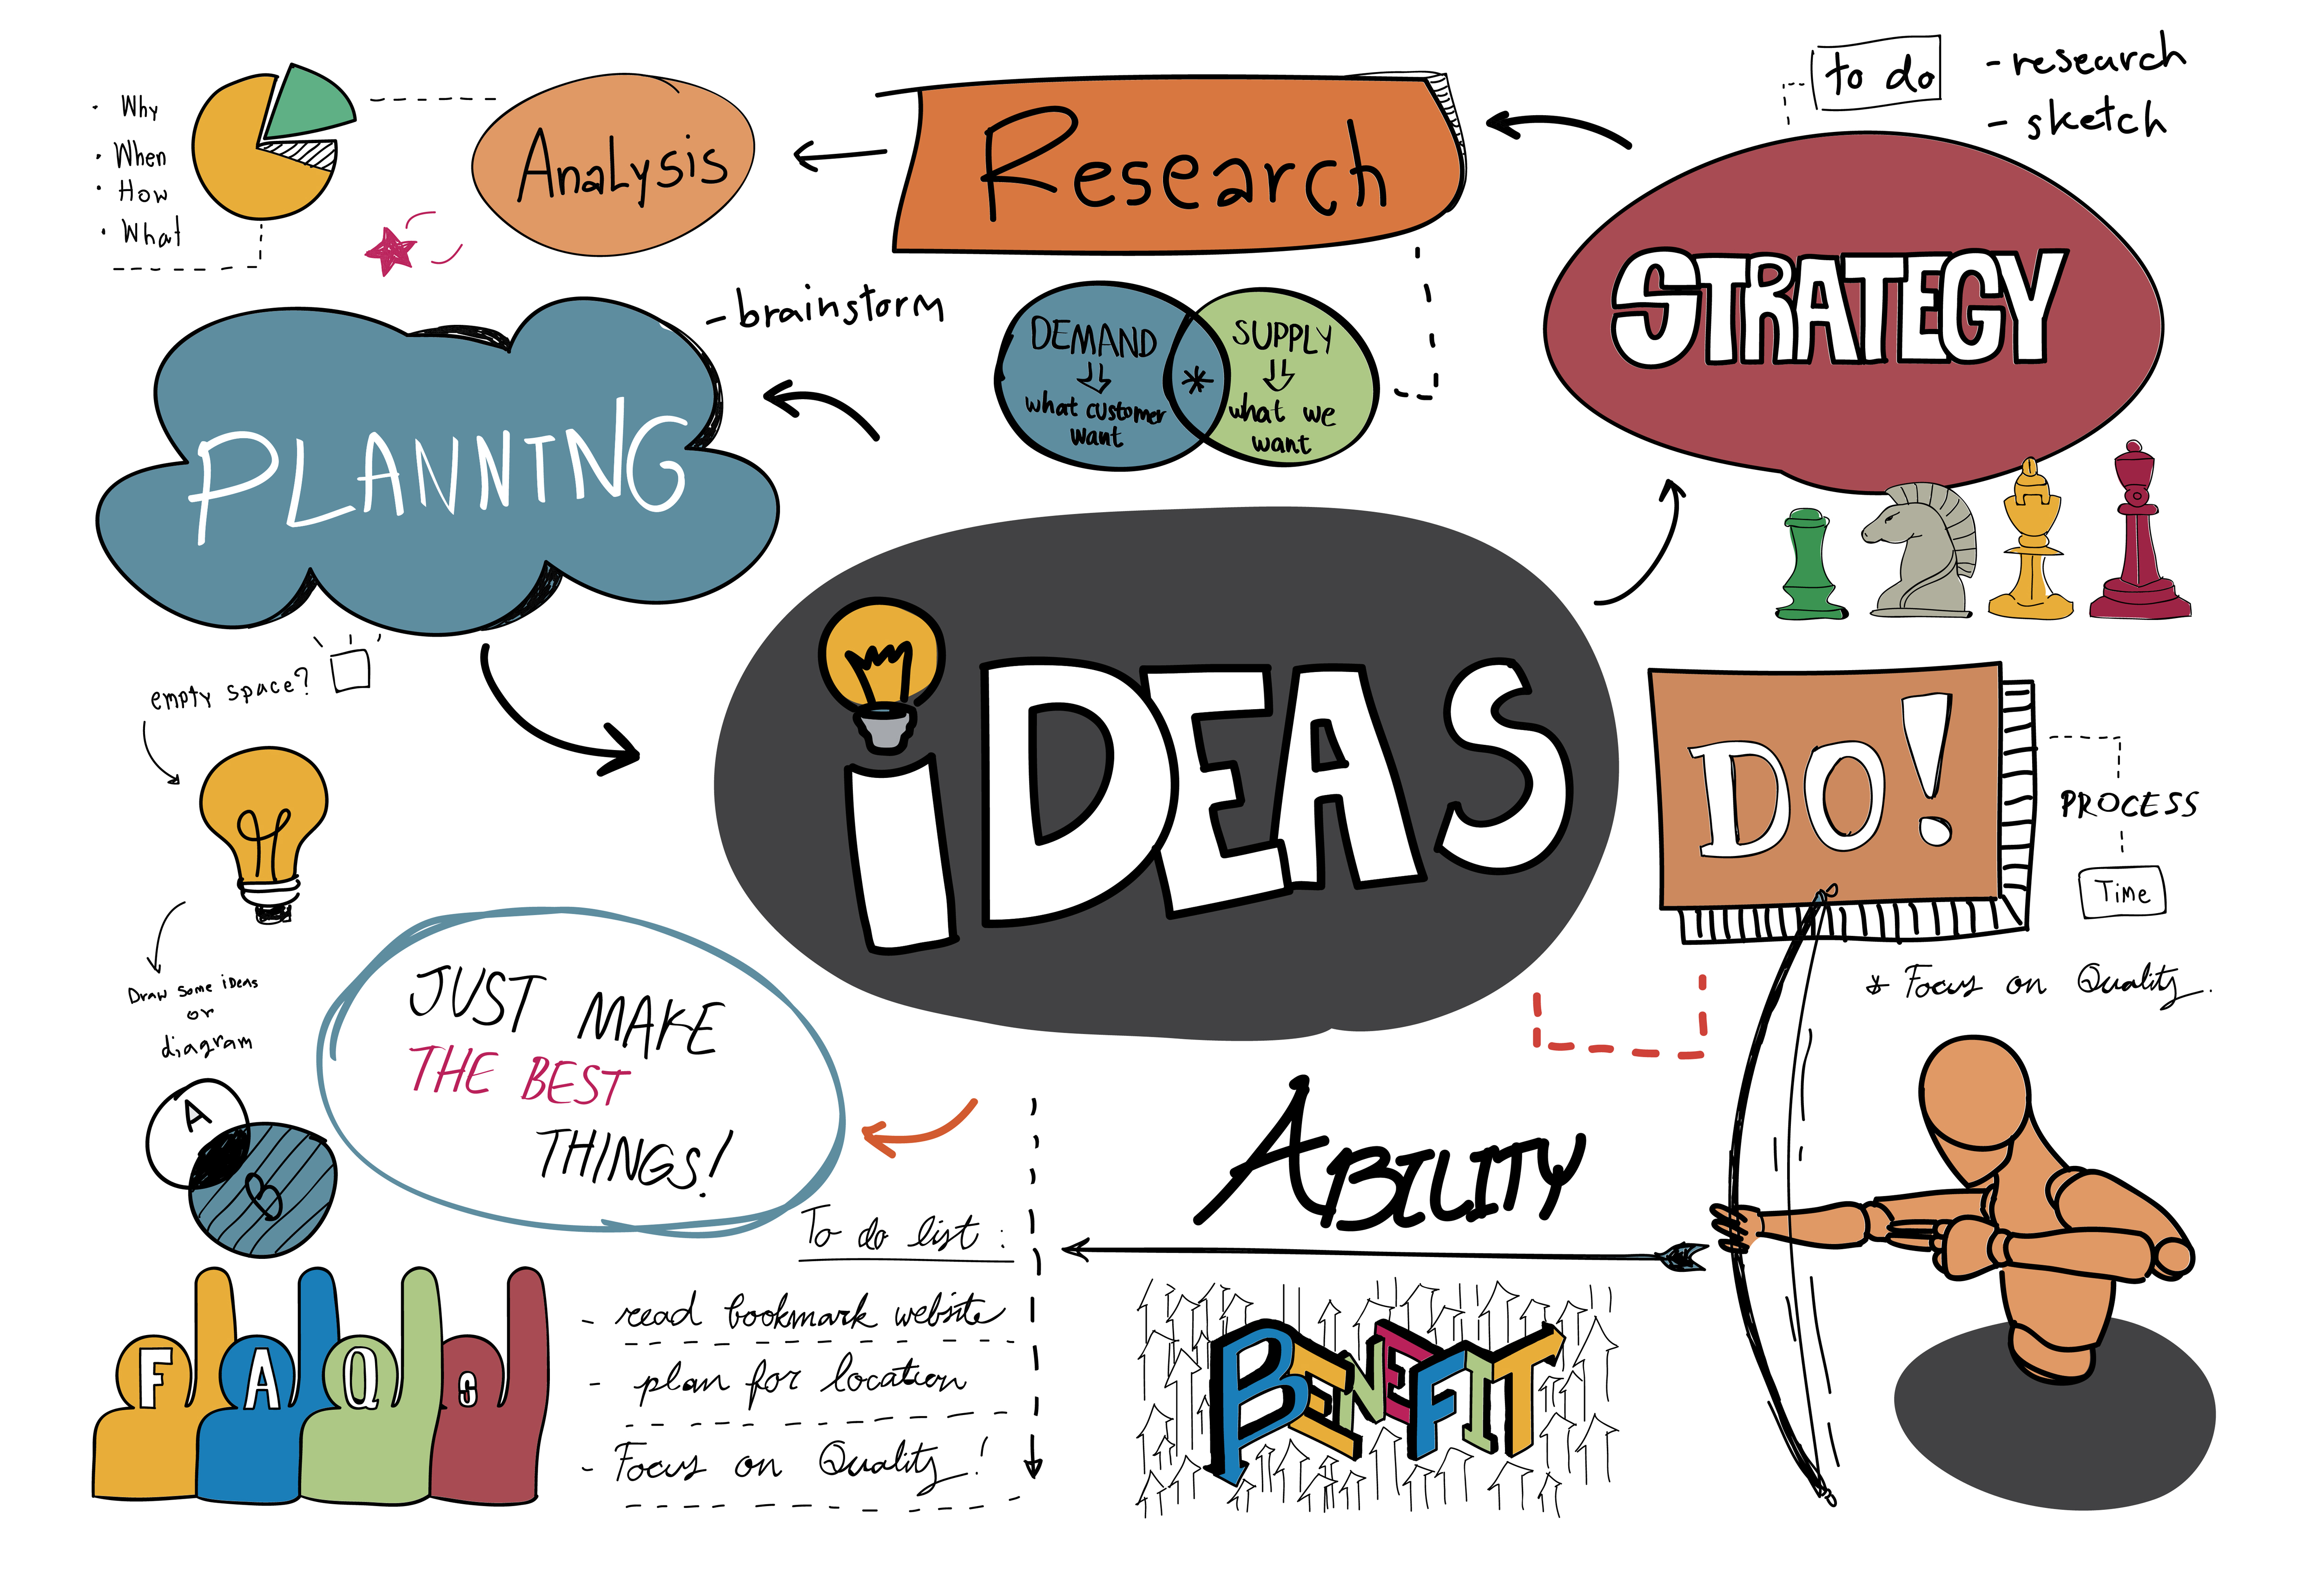 to do
- research
- sketch
• Why
• When
• How
• What
Analysis
Research
STRATEGY
- brainstorm
DEMAND
what customer
want
*
SUPPLY
what we
want
PLANNING
empty space?
iDEAS
DO!
PROCESS
Time
* Focus on Quality.
Draw some ideas
or
diagram
A
B
JUST MAKE
THE BEST
THINGS!
ABILITY
To do list :
- read bookmark website
- plan for location
- Focus on Quality !
FAQs
BENEFIT